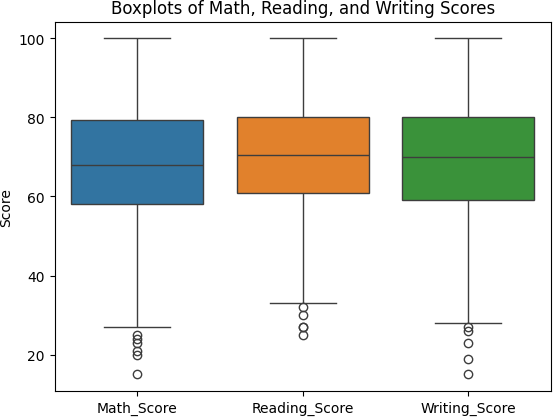 Boxplots of Math, Reading, and Writing Scores
100
80
60
40
20
Score
Math_Score
Reading_Score
Writing_Score